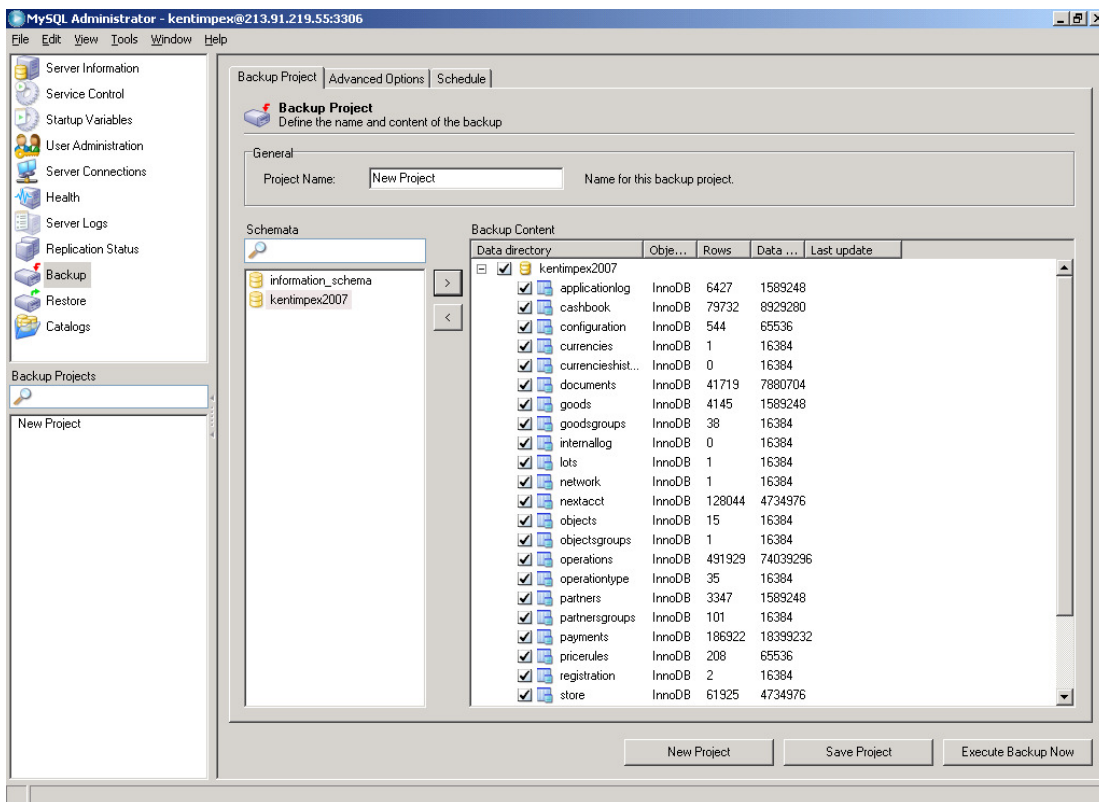 MySQL Administrator - kentimpex@213.91.219.55:3306
File Edit View Tools Window Help
Server Information
Service Control
Startup Variables
User Administration
Server Connections
Health
Server Logs
Replication Status
Backup
Restore
Catalogs
Backup Projects
New Project
Backup Project Advanced Options Schedule
Backup Project
Define the name and content of the backup
General
Project Name: New Project Name for this backup project.
Schemata
information_schema
kentimpex2007
>
<
Backup Content
Data directory Obje... Rows Data ... Last update
kentimpex2007
applicationlog InnoDB 6427 1589248
cashbook InnoDB 79732 8929280
configuration InnoDB 544 65536
currencies InnoDB 1 16384
currencieshist... InnoDB 0 16384
documents InnoDB 41719 7880704
goods InnoDB 4145 1589248
goodsgroups InnoDB 38 16384
internallog InnoDB 0 16384
lots InnoDB 1 16384
network InnoDB 1 16384
nextacct InnoDB 128044 4734976
objects InnoDB 15 16384
objectsgroups InnoDB 1 16384
operations InnoDB 491929 74039296
operationtype InnoDB 35 16384
partners InnoDB 3347 1589248
partnersgroups InnoDB 101 16384
payments InnoDB 186922 18399232
pricerules InnoDB 208 65536
registration InnoDB 2 16384
store InnoDB 61925 4734976
New Project Save Project Execute Backup Now